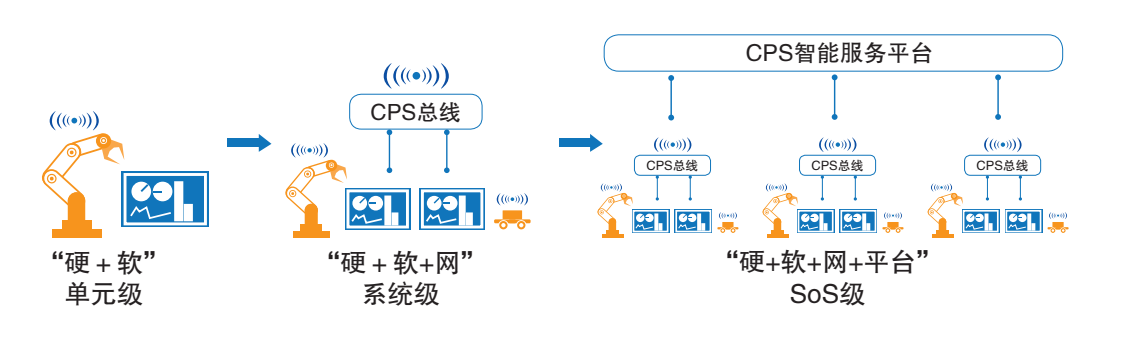 CPS智能服务平台
CPS总线
CPS总线
CPS总线
CPS总线
“硬 + 软”
单元级
“硬 + 软+网”
系统级
“硬+软+网+平台”
SoS级